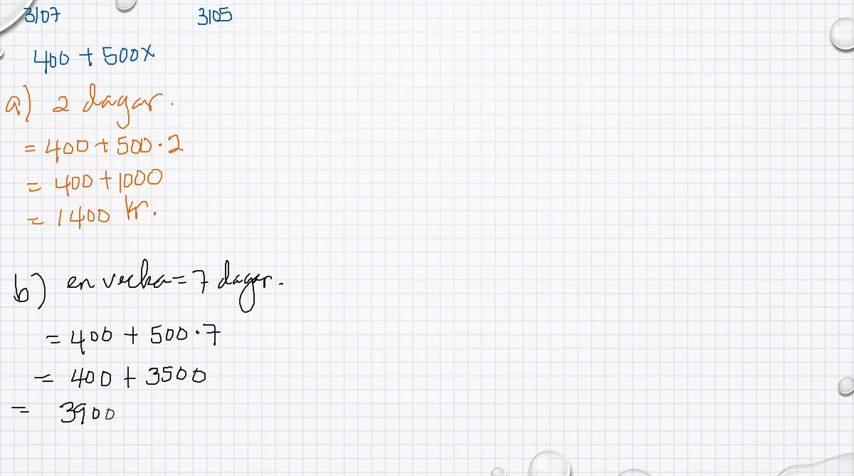 3107 3105
400 + 500x
a) 2 dagar.
= 400 + 500 · 2
= 400 + 1000
= 1400 kr.
b) en vecka = 7 dagar.
= 400 + 500 · 7
= 400 + 3500
= 3900